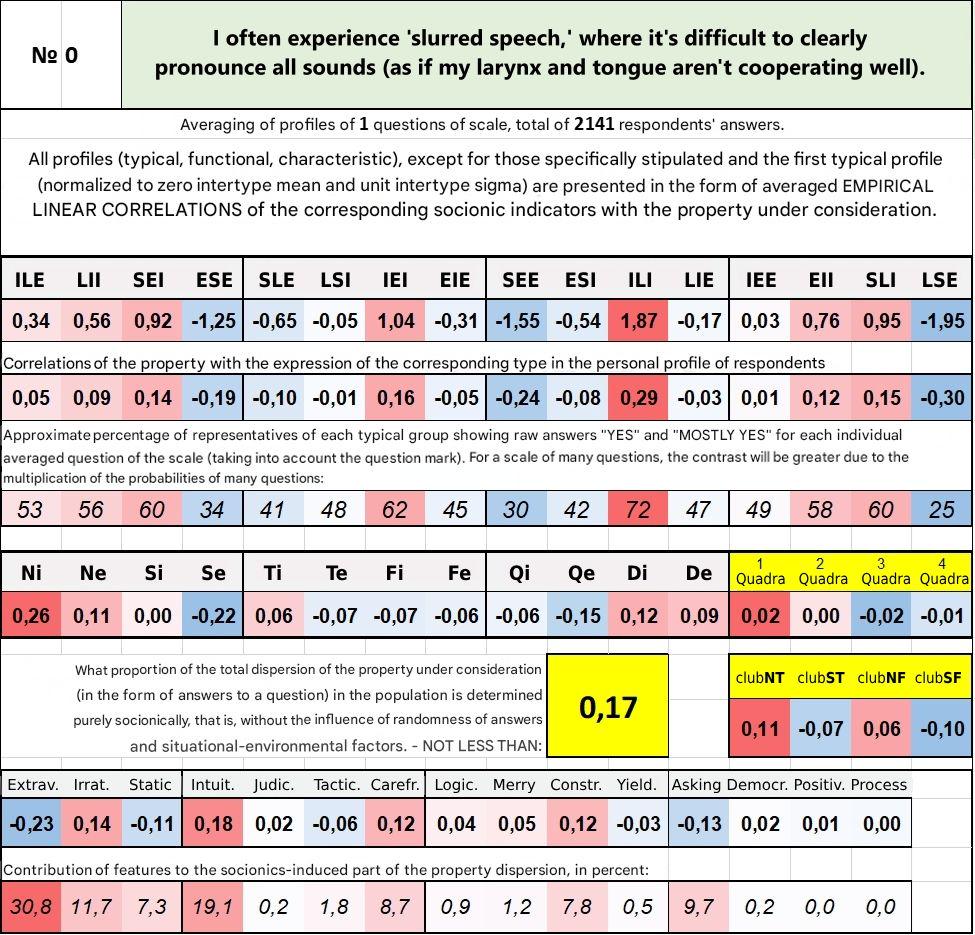 № 0
I often experience 'slurred speech,' where it's difficult to clearly
pronounce all sounds (as if my larynx and tongue aren't cooperating well).
Averaging of profiles of 1 questions of scale, total of 2141 respondents' answers.
All profiles (typical, functional, characteristic), except for those specifically stipulated and the first typical profile
(normalized to zero intertype mean and unit intertype sigma) are presented in the form of averaged EMPIRICAL
LINEAR CORRELATIONS of the corresponding socionic indicators with the property under consideration.
ILE LII SEI ESE SLE LSI IEI EIE SEE ESI ILI LIE IEE EII SLI LSE
0,34 0,56 0,92 -1,25 -0,65 -0,05 1,04 -0,31 -1,55 -0,54 1,87 -0,17 0,03 0,76 0,95 -1,95
Correlations of the property with the expression of the corresponding type in the personal profile of respondents
0,05 0,09 0,14 -0,19 -0,10 -0,01 0,16 -0,05 -0,24 -0,08 0,29 -0,03 0,01 0,12 0,15 -0,30
Approximate percentage of representatives of each typical group showing raw answers "YES" and "MOSTLY YES" for each individual
averaged question of the scale (taking into account the question mark). For a scale of many questions, the contrast will be greater due to the
multiplication of the probabilities of many questions:
53 56 60 34 41 48 62 45 30 42 72 47 49 58 60 25
Ni Ne Si Se Ti Te Fi Fe Qi Qe Di De 1 Quadra 2 Quadra 3 Quadra 4 Quadra
0,26 0,11 0,00 -0,22 0,06 -0,07 -0,07 -0,06 -0,06 -0,15 0,12 0,09 0,02 0,00 -0,02 -0,01
What proportion of the total dispersion of the property under consideration
(in the form of answers to a question) in the population is determined
purely socionically, that is, without the influence of randomness of answers
and situational-environmental factors. - NOT LESS THAN:
0,17
clubNT clubST clubNF clubSF
0,11 -0,07 0,06 -0,10
Extrav. Irrat. Static Intuit. Judic. Tactic. Carefr. Logic. Merry Constr. Yield. Asking Democr. Positiv. Process
-0,23 0,14 -0,11 0,18 0,02 -0,06 0,12 0,04 0,05 0,12 -0,03 -0,13 0,02 0,01 0,00
Contribution of features to the socionics-induced part of the property dispersion, in percent:
30,8 11,7 7,3 19,1 0,2 1,8 8,7 0,9 1,2 7,8 0,5 9,7 0,2 0,0 0,0